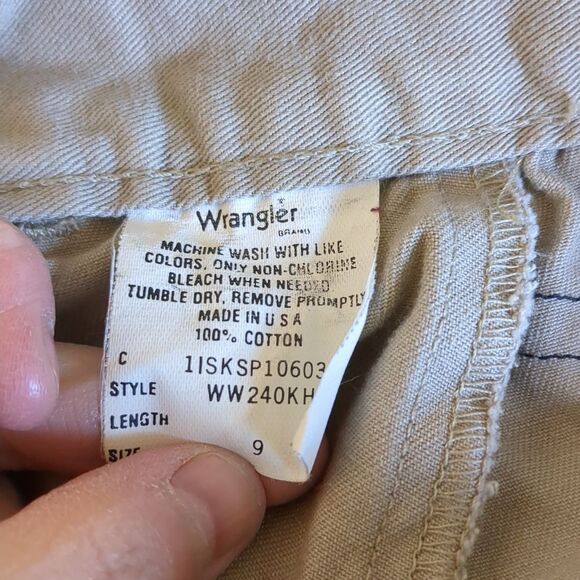 Wrangler
BRAND
MACHINE WASH WITH LIKE
COLORS. ONLY NON-CHLORINE
BLEACH WHEN NEEDED
TUMBLE DRY, REMOVE PROMPTLY
MADE IN U S A
100% COTTON
C 1ISKSP10603
STYLE WW240KH
LENGTH
SIZE 9